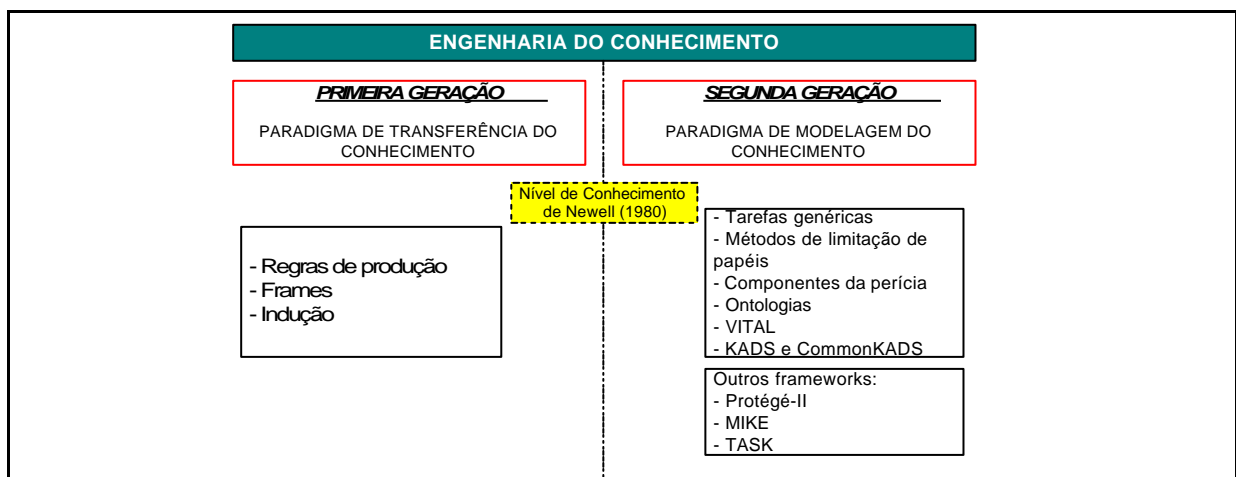 ENGENHARIA DO CONHECIMENTO
PRIMEIRA GERAÇÃO
PARADIGMA DE TRANSFERÊNCIA DO
CONHECIMENTO
SEGUNDA GERAÇÃO
PARADIGMA DE MODELAGEM DO
CONHECIMENTO
Nível de Conhecimento
de Newell (1980)
- Regras de produção
- Frames
- Indução
- Tarefas genéricas
- Métodos de limitação de
papéis
- Componentes da perícia
- Ontologias
- VITAL
- KADS e CommonKADS
Outros frameworks:
- Protégé-II
- MIKE
- TASK